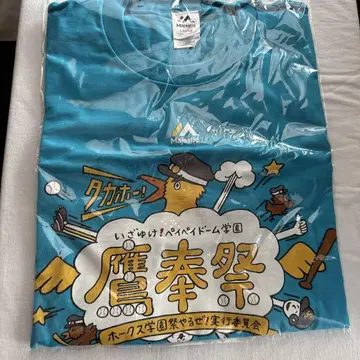 Majestic
Majestic
タカホー!
いざゆけ!ペイペイドーム学園
鷹奉祭
ホークス学園祭やるぜ!実行委員会